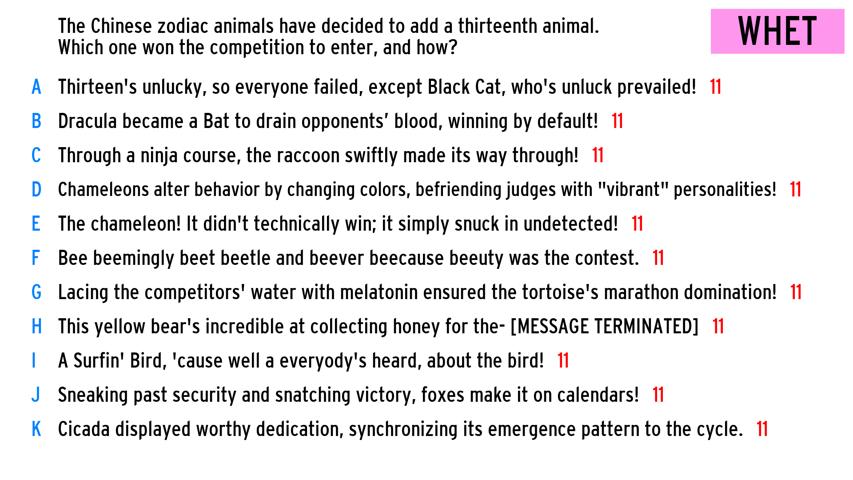 The Chinese zodiac animals have decided to add a thirteenth animal.
Which one won the competition to enter, and how?
WHET
A Thirteen's unlucky, so everyone failed, except Black Cat, who's unluck prevailed! 11
B Dracula became a Bat to drain opponents’ blood, winning by default! 11
C Through a ninja course, the raccoon swiftly made its way through! 11
D Chameleons alter behavior by changing colors, befriending judges with "vibrant" personalities! 11
E The chameleon! It didn't technically win; it simply snuck in undetected! 11
F Bee beemingly beet beetle and beever beecause beeuty was the contest. 11
G Lacing the competitors' water with melatonin ensured the tortoise's marathon domination! 11
H This yellow bear's incredible at collecting honey for the- [MESSAGE TERMINATED] 11
I A Surfin' Bird, 'cause well a everyody's heard, about the bird! 11
J Sneaking past security and snatching victory, foxes make it on calendars! 11
K Cicada displayed worthy dedication, synchronizing its emergence pattern to the cycle. 11